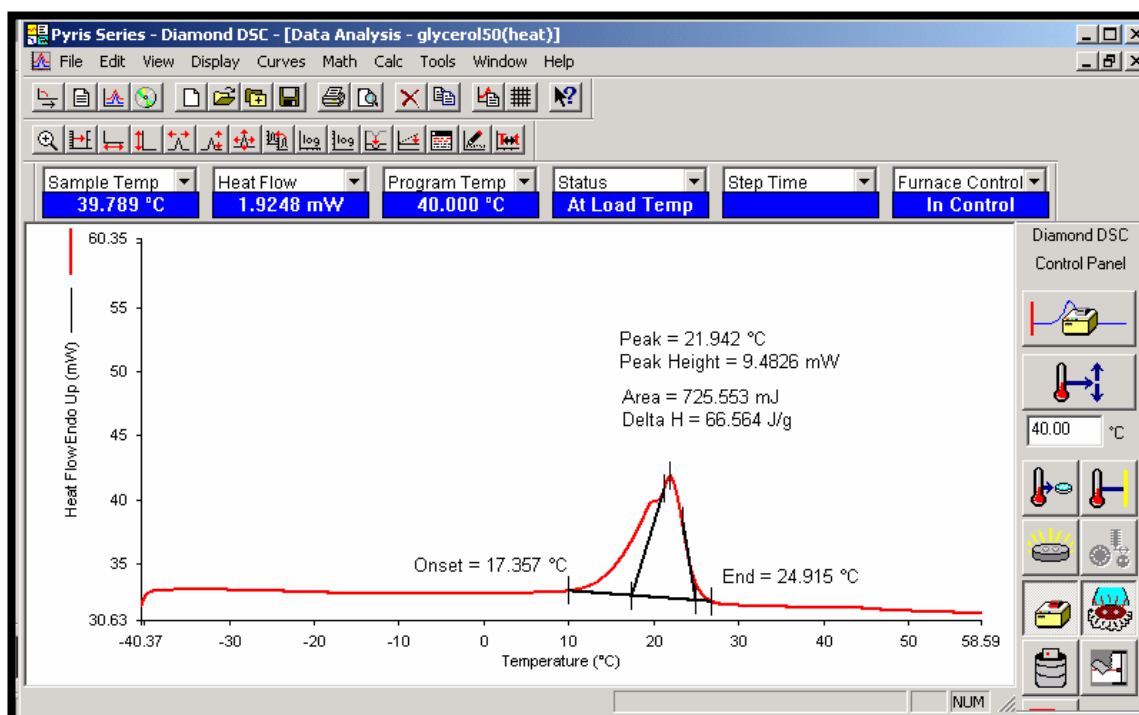 Pyris Series - Diamond DSC - [Data Analysis - glycerol50(heat)]
File Edit View Display Curves Math Calc Tools Window Help
log log
Sample Temp Heat Flow Program Temp Status Step Time Furnace Control
39.789 °C 1.9248 mW 40.000 °C At Load Temp In Control
Diamond DSC
Control Panel
40.00 °C
Heat FlowEndo Up (mW)
60.35
55
50
45
40
35
30.63
Peak = 21.942 °C
Peak Height = 9.4826 mW
Area = 725.553 mJ
Delta H = 66.564 J/g
Onset = 17.357 °C
End = 24.915 °C
-40.37 -30 -20 -10 0 10 20 30 40 50 58.59
Temperature (°C)
NUM